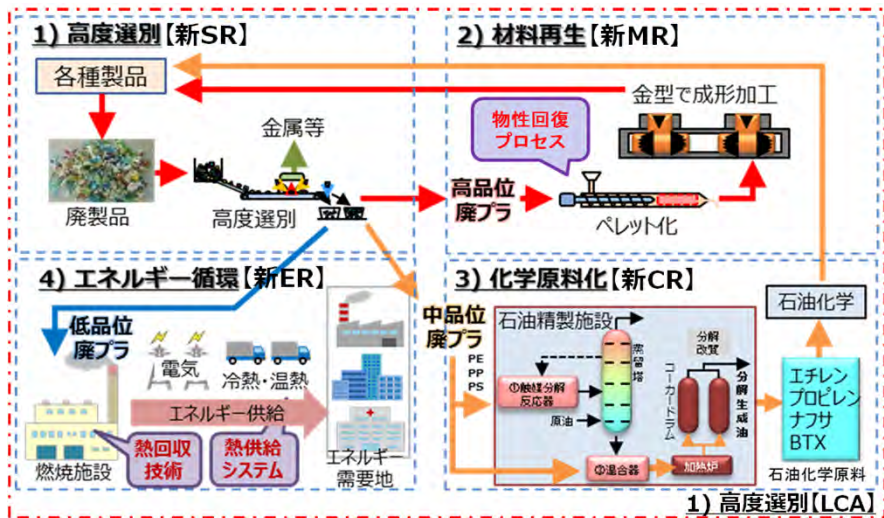 1) 高度選別【新SR】
各種製品
金属等
廃製品
高度選別
2) 材料再生【新MR】
金型で成形加工
物性回復
プロセス
高品位
廃プラ
ペレット化
4) エネルギー循環【新ER】
低品位
廃プラ
電気
冷熱・温熱
エネルギー供給
燃焼施設
熱回収
技術
熱供給
システム
エネルギー
需要地
3) 化学原料化【新CR】
中品位
廃プラ
PE
PP
PS
石油精製施設
①触媒分解
反応器
原油
蒸留塔
②混合器
コーカードラム
分解
改質
加熱炉
分解生成油
石油化学
エチレン
プロピレン
ナフサ
BTX
石油化学原料
1) 高度選別【LCA】